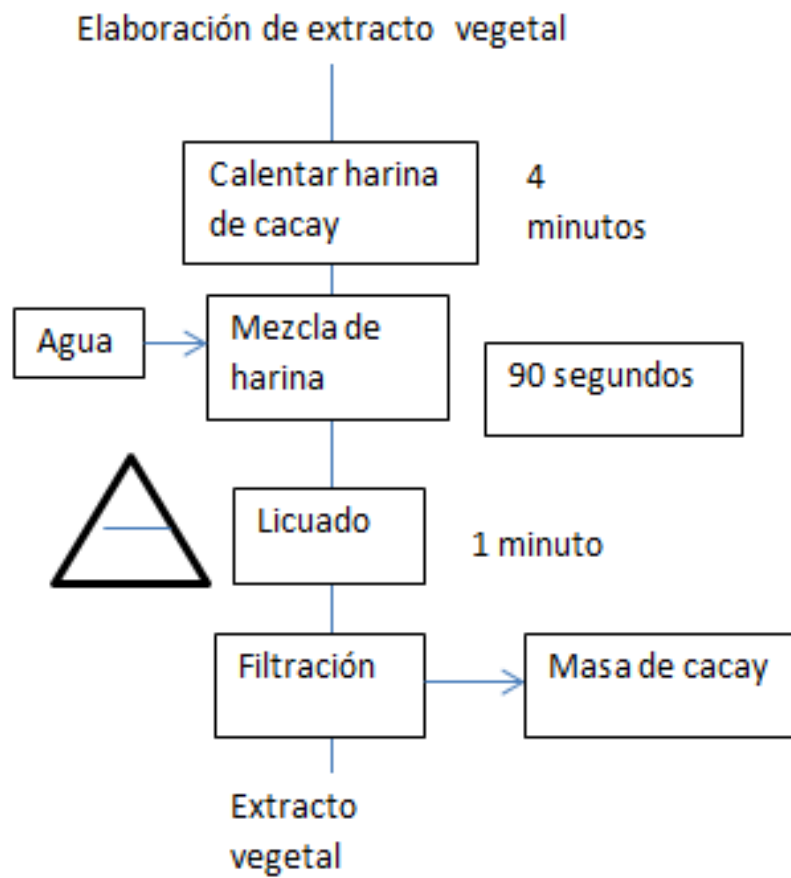 Elaboración de extracto vegetal
Calentar harina
de cacay
4
minutos
Agua
Mezcla de
harina
90 segundos
Licuado
1 minuto
Filtración
Masa de cacay
Extracto
vegetal